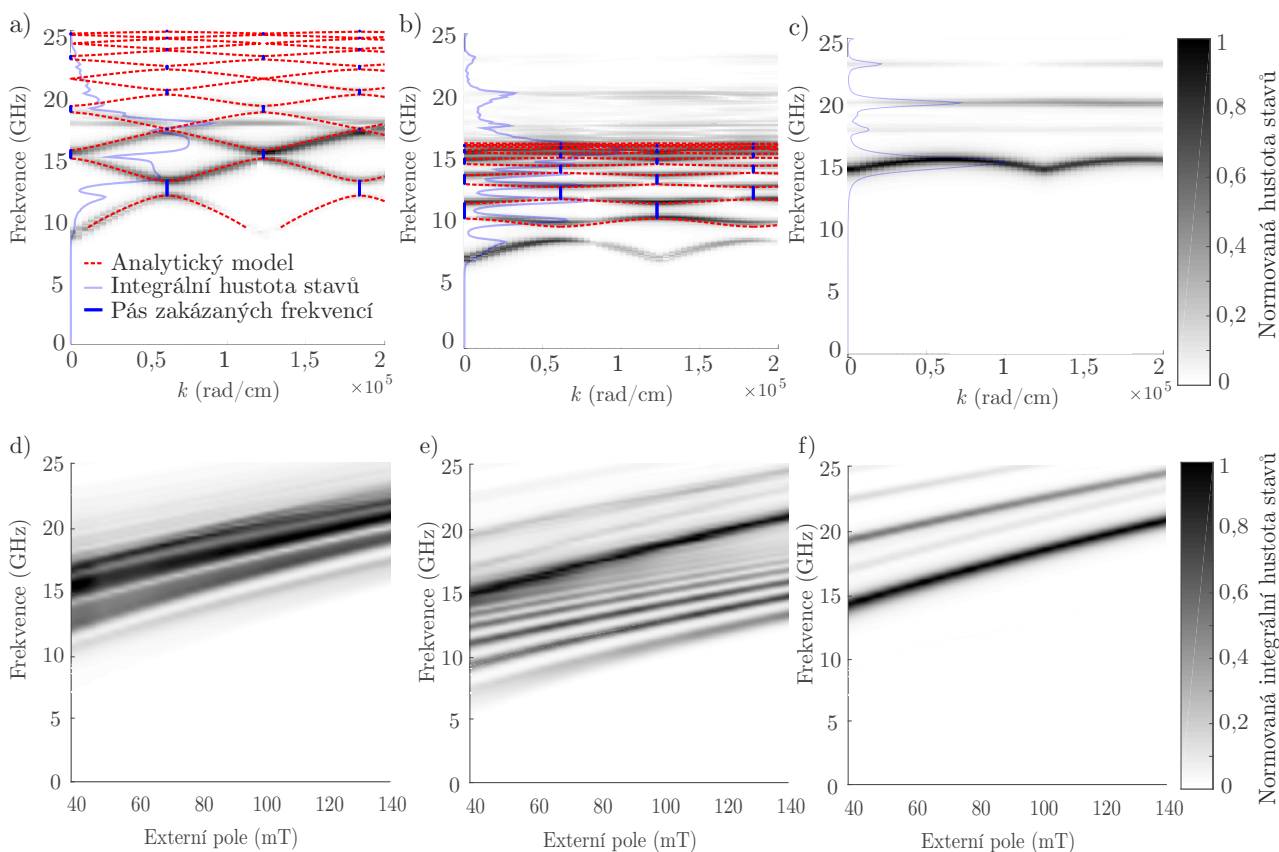 a)
25
20
15
10
5
0
Frekvence (GHz)
Analytický model
Integrální hustota stavů
Pás zakázaných frekvencí
0 0,5 1 1,5 2
×10⁵
k (rad/cm)
b)
25
20
15
10
5
0
Frekvence (GHz)
0 0,5 1 1,5 2
×10⁵
k (rad/cm)
c)
25
20
15
10
5
0
Frekvence (GHz)
0 0,5 1 1,5 2
×10⁵
k (rad/cm)
1
0,8
0,6
0,4
0,2
0
Normovaná hustota stavů
d)
25
20
15
10
5
0
Frekvence (GHz)
40 60 80 100 120 140
Externí pole (mT)
e)
25
20
15
10
5
0
Frekvence (GHz)
40 60 80 100 120 140
Externí pole (mT)
f)
25
20
15
10
5
0
Frekvence (GHz)
40 60 80 100 120 140
Externí pole (mT)
1
0,8
0,6
0,4
0,2
0
Normovaná integrální hustota stavů